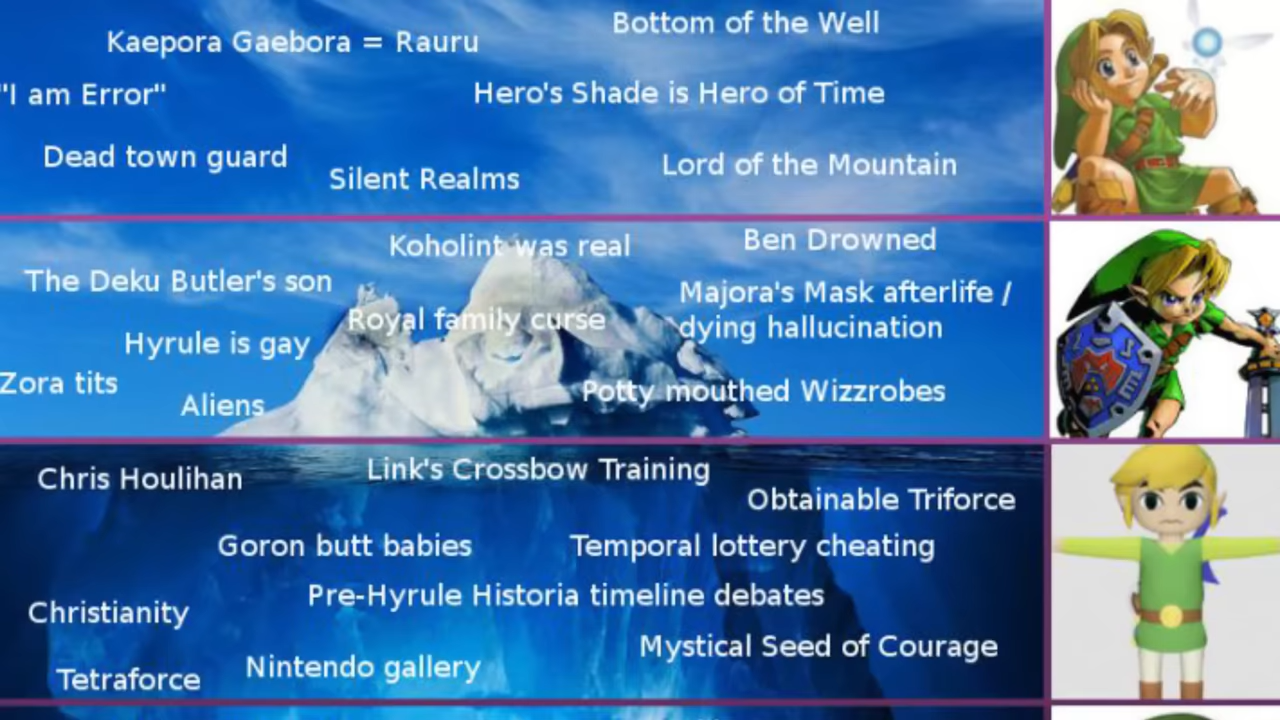 Bottom of the Well
Kaepora Gaebora = Rauru
"I am Error"
Hero's Shade is Hero of Time
Dead town guard
Silent Realms
Lord of the Mountain
Koholint was real
Ben Drowned
The Deku Butler's son
Majora's Mask afterlife /
dying hallucination
Royal family curse
Hyrule is gay
Zora tits
Aliens
Potty mouthed Wizzrobes
Chris Houlihan
Link's Crossbow Training
Obtainable Triforce
Goron butt babies
Temporal lottery cheating
Pre-Hyrule Historia timeline debates
Christianity
Mystical Seed of Courage
Tetraforce
Nintendo gallery